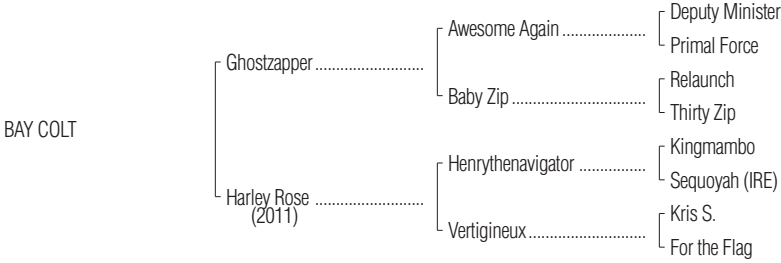 Deputy Minister
Awesome Again ....................
Primal Force
Ghostzapper ..........................
Relaunch
Baby Zip ................................
Thirty Zip
BAY COLT
Kingmambo
Henrythenavigator ................
Sequoyah (IRE)
Harley Rose ..........................
(2011)
Kris S.
Vertigineux............................
For the Flag